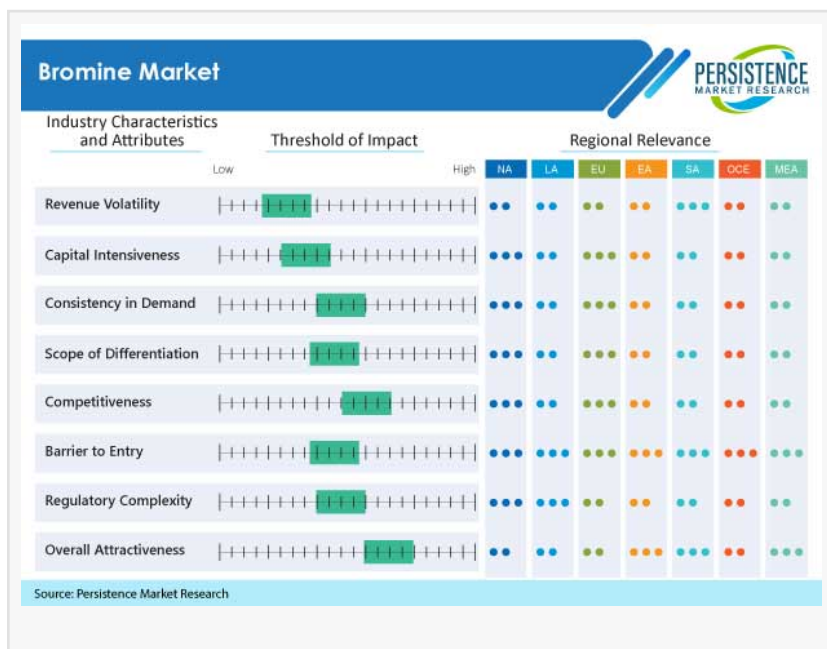 Bromine Market
PERSISTENCE
MARKET RESEARCH
Industry Characteristics
and Attributes
Threshold of Impact
Regional Relevance
Low
High
NA
LA
EU
EA
SA
OCE
MEA
Revenue Volatility
Capital Intensiveness
Consistency in Demand
Scope of Differentiation
Competitiveness
Barrier to Entry
Regulatory Complexity
Overall Attractiveness
Source: Persistence Market Research